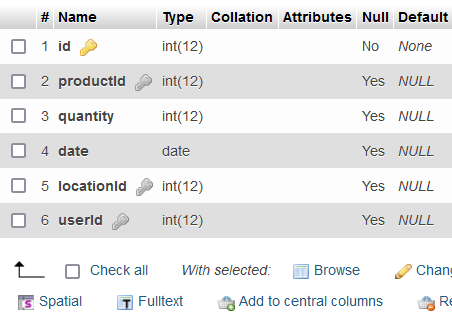 # Name Type Collation Attributes Null Default
1 id int(12) No None
2 productId int(12) Yes NULL
3 quantity int(12) Yes NULL
4 date date Yes NULL
5 locationId int(12) Yes NULL
6 userId int(12) Yes NULL
Check all With selected: Browse Chang
Spatial Fulltext Add to central columns Re